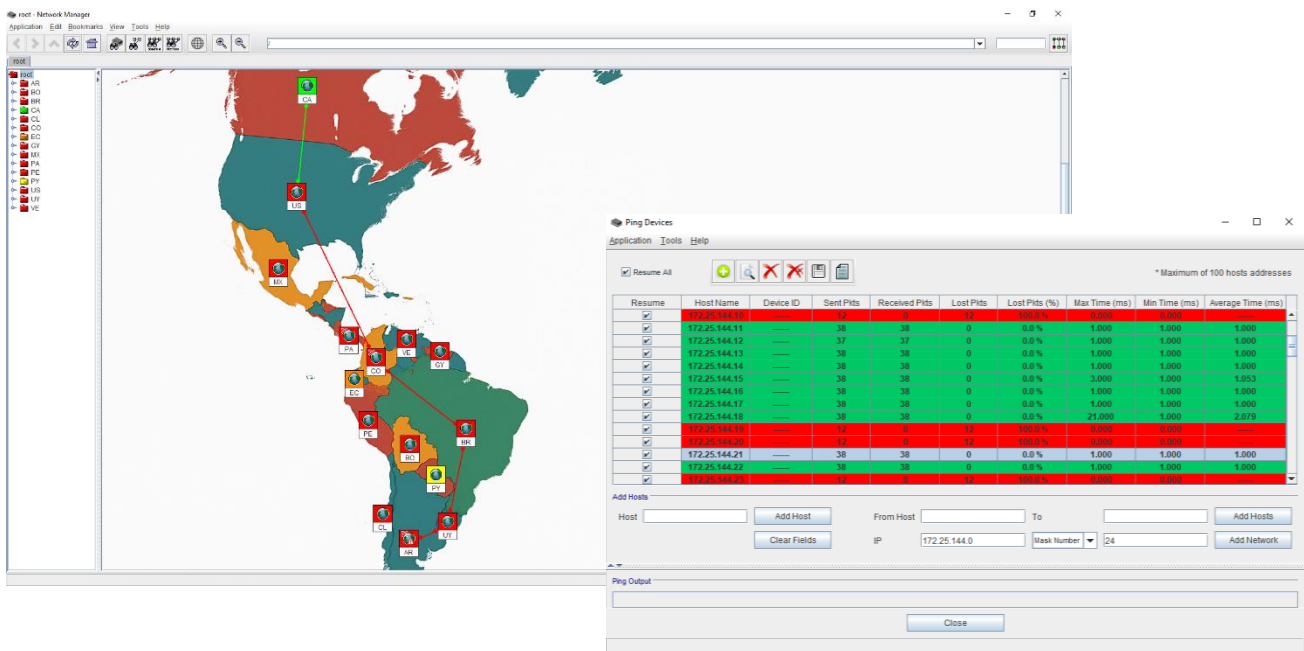 root - Network Manager
Application Edit Bookmarks View Tools Help
/
root
root
AR
BO
BR
CA
CL
CO
EC
GY
MX
PA
PE
PY
US
UY
VE
CA
US
MX
PA
VE
GY
CO
EC
PE
BR
BO
PY
CL
UY
AR
Ping Devices
Application Tools Help
Resume All
* Maximum of 100 hosts addresses
Resume Host Name Device ID Sent Pkts Received Pkts Lost Pkts Lost Pkts (%) Max Time (ms) Min Time (ms) Average Time (ms)
172.25.144.10 ------ 12 0 12 100.0 % 0.000 0.000 ------
172.25.144.11 ------ 38 38 0 0.0 % 1.000 1.000 1.000
172.25.144.12 ------ 37 37 0 0.0 % 1.000 1.000 1.000
172.25.144.13 ------ 38 38 0 0.0 % 1.000 1.000 1.000
172.25.144.14 ------ 38 38 0 0.0 % 1.000 1.000 1.000
172.25.144.15 ------ 38 38 0 0.0 % 3.000 1.000 1.053
172.25.144.16 ------ 38 38 0 0.0 % 1.000 1.000 1.000
172.25.144.17 ------ 38 38 0 0.0 % 1.000 1.000 1.000
172.25.144.18 ------ 38 38 0 0.0 % 21.000 1.000 2.079
172.25.144.19 ------ 12 0 12 100.0 % 0.000 0.000 ------
172.25.144.20 ------ 12 0 12 100.0 % 0.000 0.000 ------
172.25.144.21 ------ 38 38 0 0.0 % 1.000 1.000 1.000
172.25.144.22 ------ 38 38 0 0.0 % 1.000 1.000 1.000
172.25.144.23 ------ 12 0 12 100.0 % 0.000 0.000 ------
Add Hosts
Host Add Host From Host To Add Hosts
Clear Fields IP 172.25.144.0 Mask Number 24 Add Network
Ping Output
Close